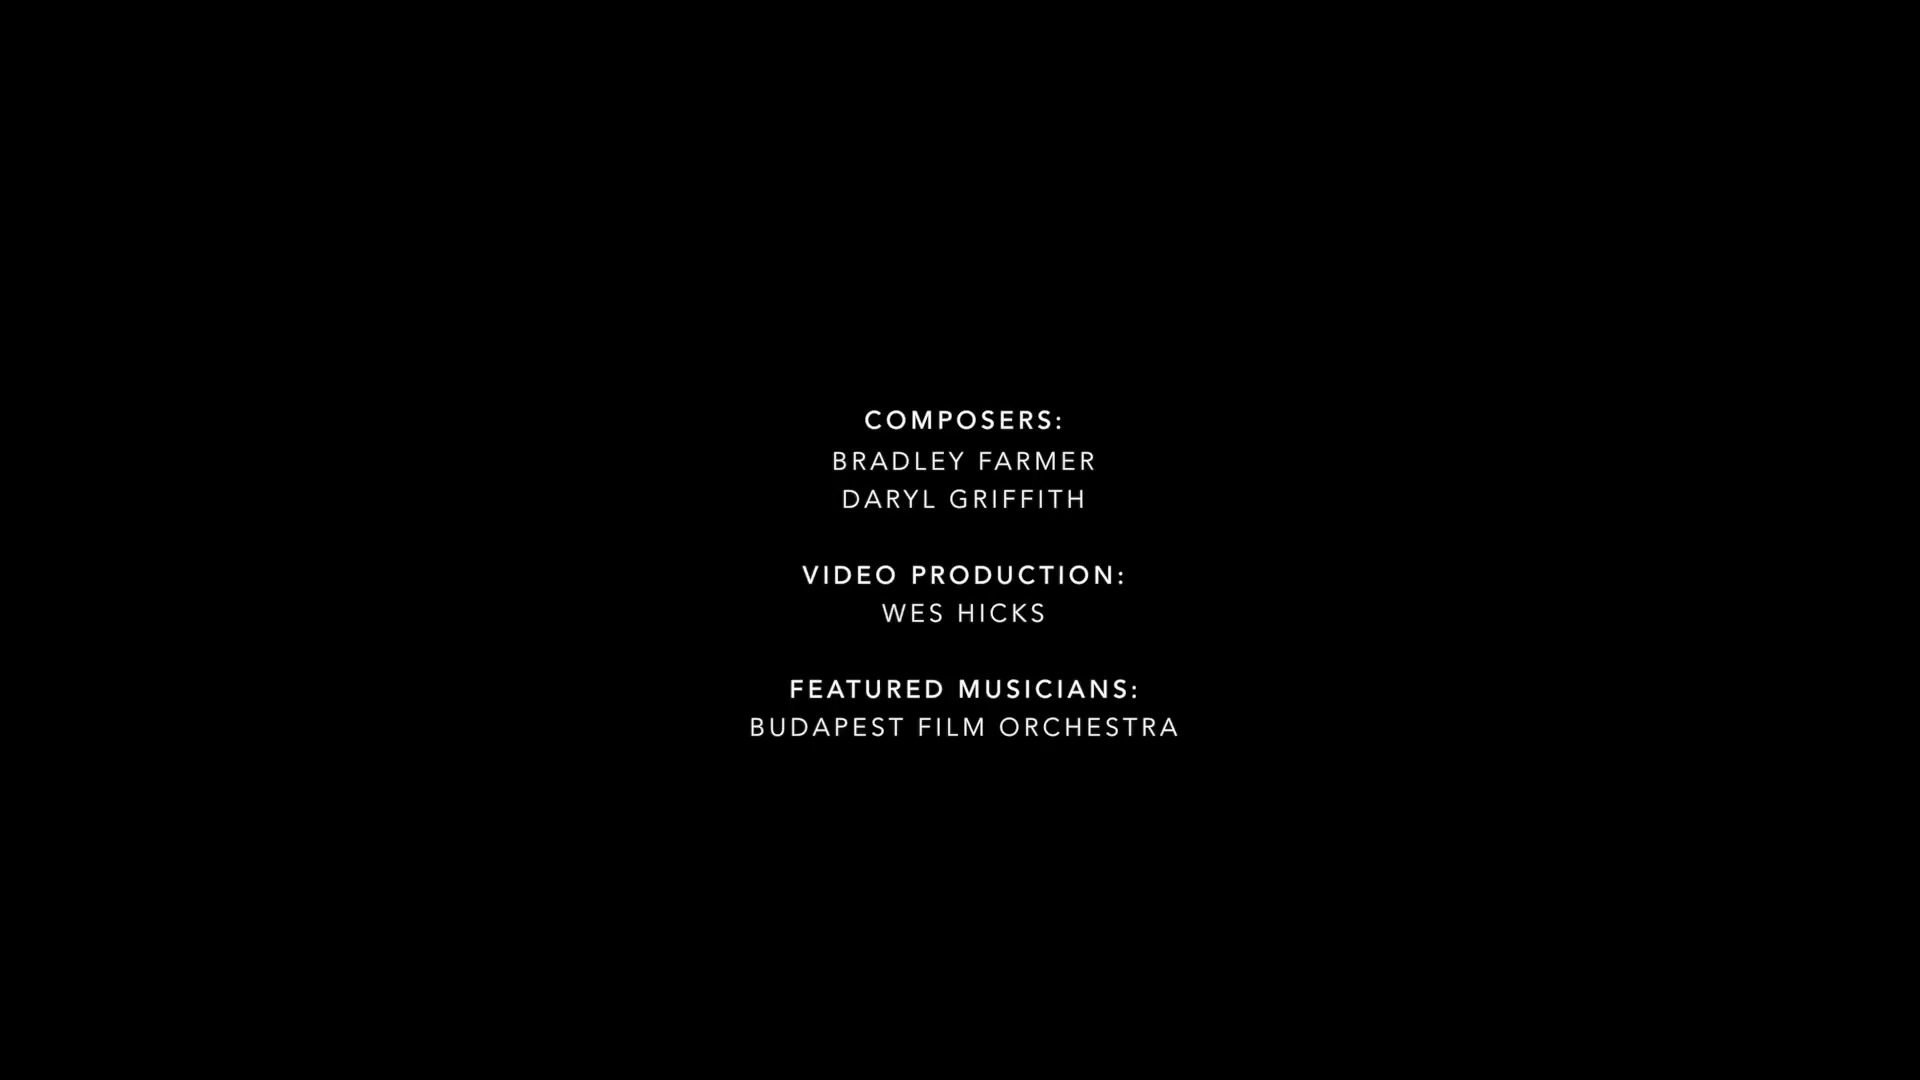 COMPOSERS:
BRADLEY FARMER
DARYL GRIFFITH
VIDEO PRODUCTION:
WES HICKS
FEATURED MUSICIANS:
BUDAPEST FILM ORCHESTRA